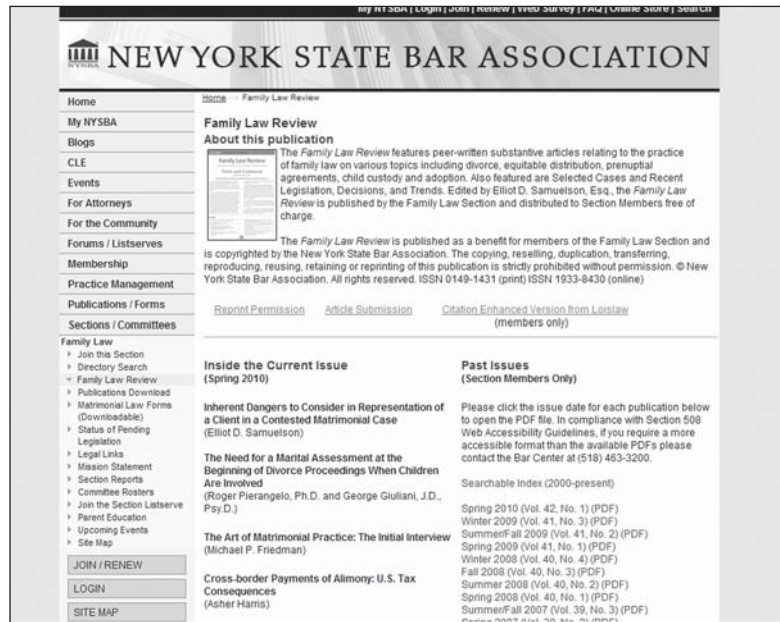 My NYSBA | Login | Join | Renew | Web Survey | FAQ | Online Store | Search
NYSBA
NEW YORK STATE BAR ASSOCIATION
Home
My NYSBA
Blogs
CLE
Events
For Attorneys
For the Community
Forums / Listserves
Membership
Practice Management
Publications / Forms
Sections / Committees
Family Law
Join this Section
Directory Search
Family Law Review
Publications Download
Matrimonial Law Forms
(Downloadable)
Status of Pending
Legislation
Legal Links
Mission Statement
Section Reports
Committee Rosters
Join the Section Listserve
Parent Education
Upcoming Events
Site Map
JOIN / RENEW
LOGIN
SITE MAP
Home → Family Law Review
Family Law Review
About this publication
Family Law Review
The Family Law Review features peer-written substantive articles relating to the practice
of family law on various topics including divorce, equitable distribution, prenuptial
agreements, child custody and adoption. Also featured are Selected Cases and Recent
Legislation, Decisions, and Trends. Edited by Elliot D. Samuelson, Esq., the Family Law
Review is published by the Family Law Section and distributed to Section Members free of
charge.
The Family Law Review is published as a benefit for members of the Family Law Section and
is copyrighted by the New York State Bar Association. The copying, reselling, duplication, transferring,
reproducing, reusing, retaining or reprinting of this publication is strictly prohibited without permission. © New
York State Bar Association. All rights reserved. ISSN 0149-1431 (print) ISSN 1933-8430 (online)
Reprint Permission Article Submission Citation Enhanced Version from Loislaw
(members only)
Inside the Current Issue
(Spring 2010)
Inherent Dangers to Consider in Representation of
a Client in a Contested Matrimonial Case
(Elliot D. Samuelson)
The Need for a Marital Assessment at the
Beginning of Divorce Proceedings When Children
Are Involved
(Roger Pierangelo, Ph.D. and George Giuliani, J.D.,
Psy.D.)
The Art of Matrimonial Practice: The Initial Interview
(Michael P. Friedman)
Cross-border Payments of Alimony: U.S. Tax
Consequences
(Asher Harris)
Past Issues
(Section Members Only)
Please click the issue date for each publication below
to open the PDF file. In compliance with Section 508
Web Accessibility Guidelines, if you require a more
accessible format than the available PDFs please
contact the Bar Center at (518) 463-3200.
Searchable Index (2000-present)
Spring 2010 (Vol. 42, No. 1) (PDF)
Winter 2009 (Vol. 41, No. 3) (PDF)
Summer/Fall 2009 (Vol. 41, No. 2) (PDF)
Spring 2009 (Vol 41, No. 1) (PDF)
Winter 2008 (Vol. 40, No. 4) (PDF)
Fall 2008 (Vol. 40, No. 3) (PDF)
Summer 2008 (Vol. 40, No. 2) (PDF)
Spring 2008 (Vol. 40, No. 1) (PDF)
Summer/Fall 2007 (Vol. 39, No. 3) (PDF)